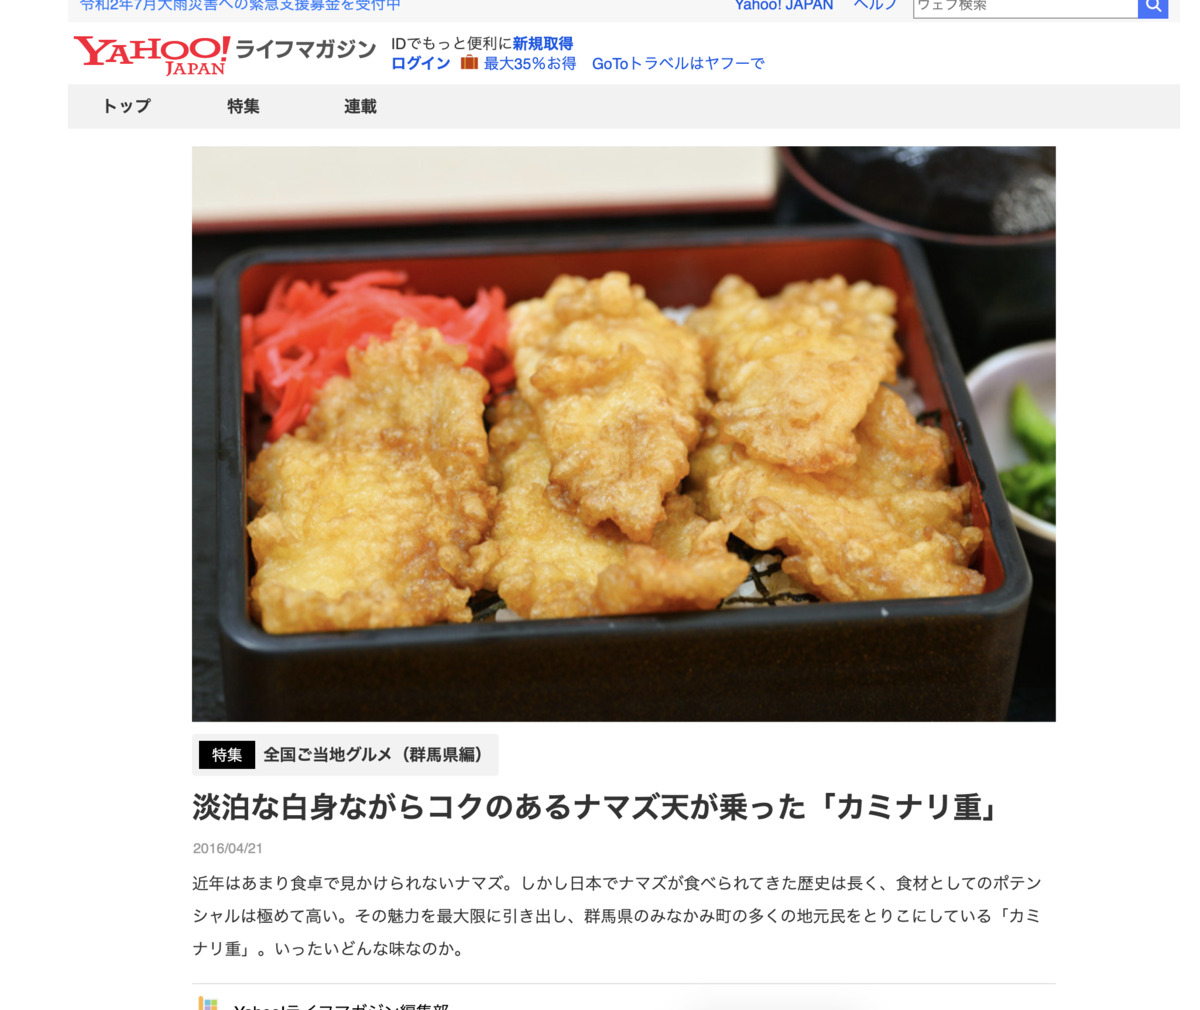 令和2年7月大雨災害への緊急支援募金を受付中
Yahoo! JAPAN ヘルプ
ウェブ検索
YAHOO! JAPAN ライフマガジン
IDでもっと便利に新規取得
ログイン 最大35%お得 GoToトラベルはヤフーで
トップ 特集 連載
特集 全国ご当地グルメ（群馬県編）
淡泊な白身ながらコクのあるナマズ天が乗った「カミナリ重」
2016/04/21
近年はあまり食卓で見かけられないナマズ。しかし日本でナマズが食べられてきた歴史は長く、食材としてのポテン
シャルは極めて高い。その魅力を最大限に引き出し、群馬県のみなかみ町の多くの地元民をとりこにしている「カミ
ナリ重」。いったいどんな味なのか。
Yahoo!ライフマガジン編集部